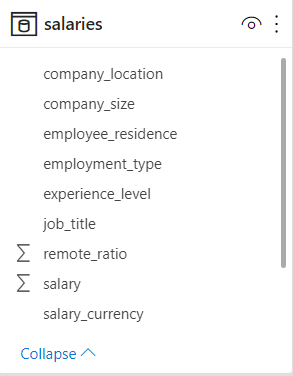 salaries
company_location
company_size
employee_residence
employment_type
experience_level
job_title
∑ remote_ratio
∑ salary
salary_currency
Collapse